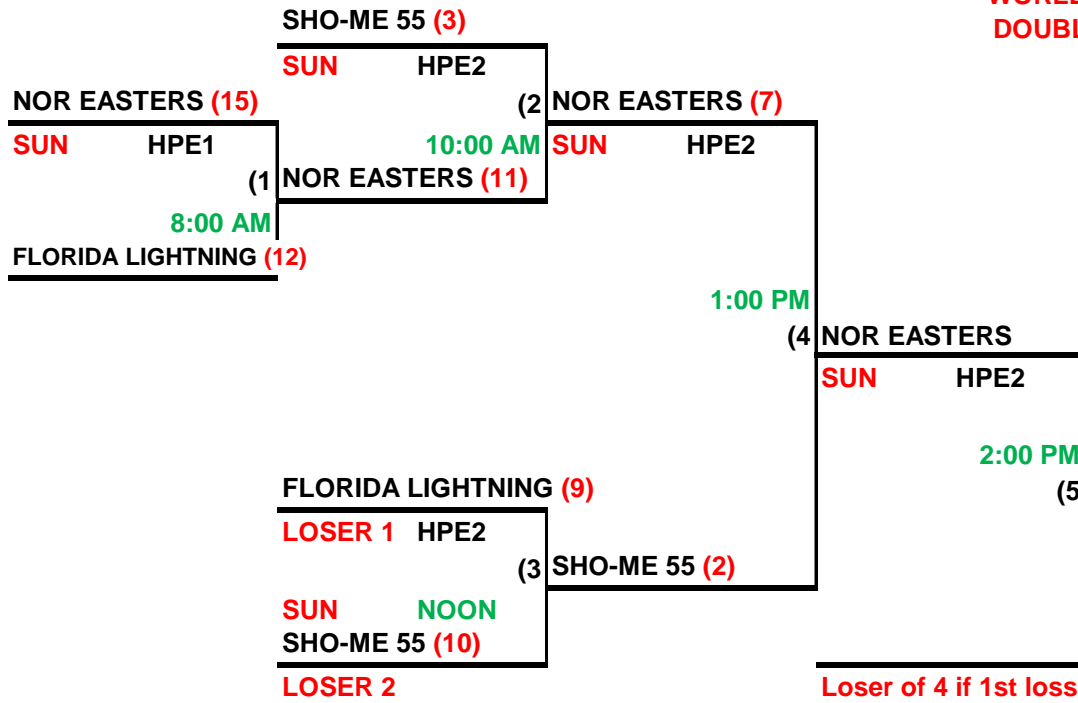 WORLD
DOUBL
SHO-ME 55 (3)
SUN HPE2
NOR EASTERS (15)
(2 NOR EASTERS (7)
SUN HPE1
10:00 AM SUN HPE2
(1 NOR EASTERS (11)
8:00 AM
FLORIDA LIGHTNING (12)
1:00 PM
(4 NOR EASTERS
SUN HPE2
2:00 PM
(5
FLORIDA LIGHTNING (9)
LOSER 1 HPE2
(3 SHO-ME 55 (2)
SUN NOON
SHO-ME 55 (10)
LOSER 2
Loser of 4 if 1st loss